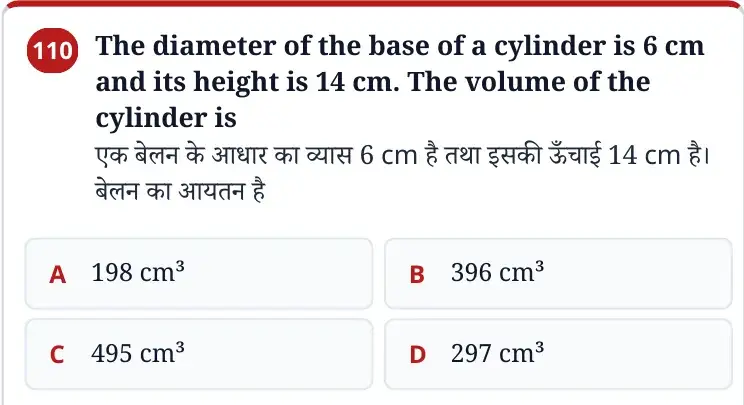 110 The diameter of the base of a cylinder is 6 cm
and its height is 14 cm. The volume of the
cylinder is
एक बेलन के आधार का व्यास 6 cm है तथा इसकी ऊँचाई 14 cm है।
बेलन का आयतन है
A 198 cm³
B 396 cm³
C 495 cm³
D 297 cm³